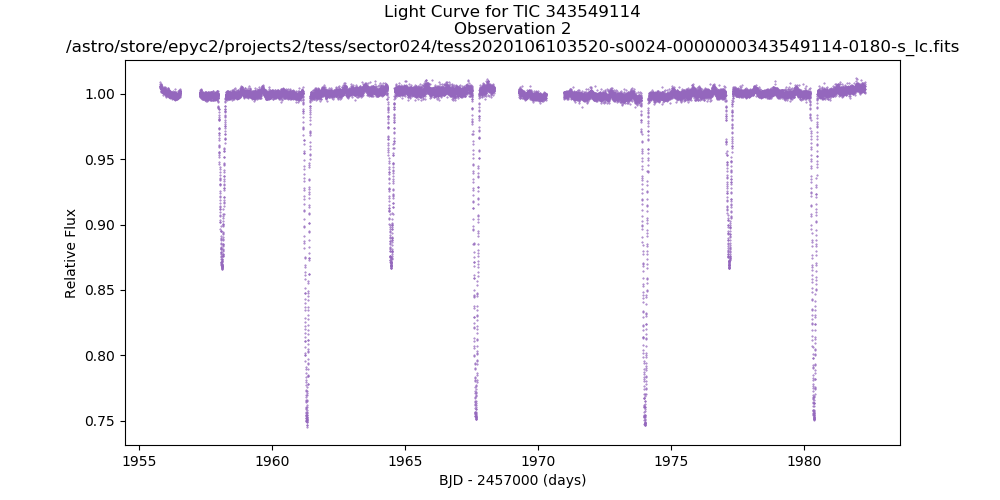 Light Curve for TIC 343549114
Observation 2
/astro/store/epyc2/projects2/tess/sector024/tess2020106103520-s0024-0000000343549114-0180-s_lc.fits
1.00
0.95
0.90
0.85
0.80
0.75
Relative Flux
1955
1960
1965
1970
1975
1980
BJD - 2457000 (days)